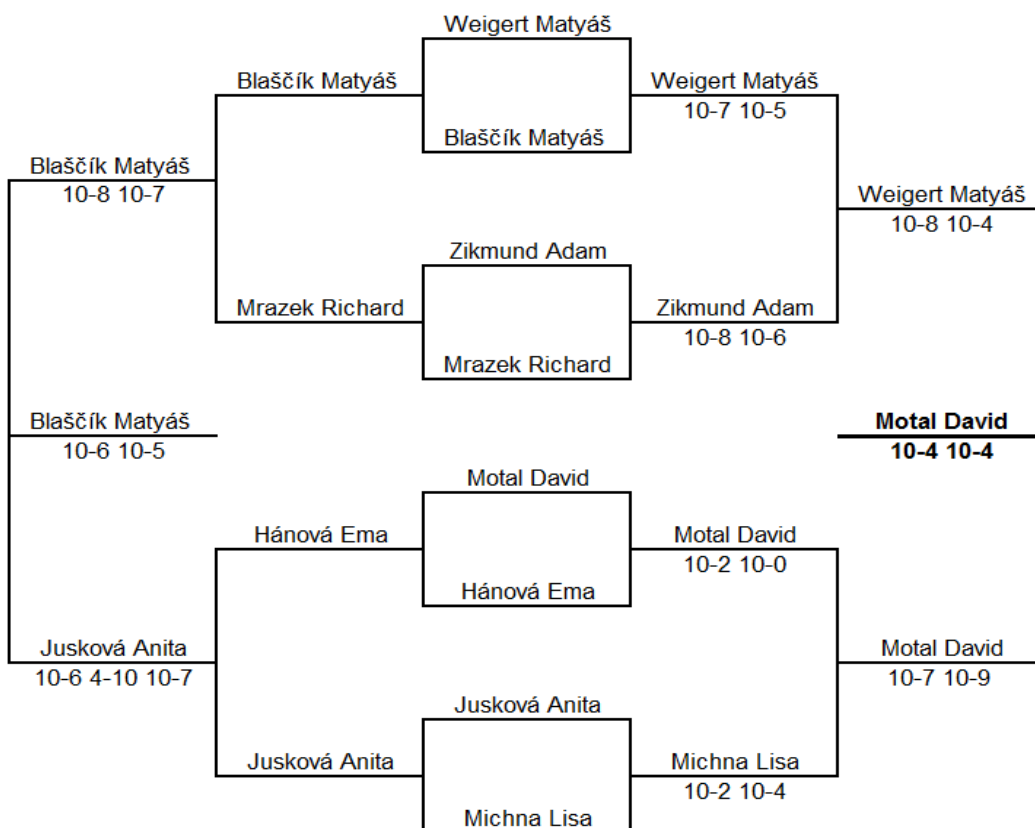 Weigert Matyáš
Blaščík Matyáš
Weigert Matyáš
10-7 10-5
Blaščík Matyáš
Blaščík Matyáš
10-8 10-7
Weigert Matyáš
10-8 10-4
Zikmund Adam
Mrazek Richard
Zikmund Adam
10-8 10-6
Mrazek Richard
Blaščík Matyáš
10-6 10-5
Motal David
10-4 10-4
Motal David
Hánová Ema
Motal David
10-2 10-0
Hánová Ema
Jusková Anita
10-6 4-10 10-7
Motal David
10-7 10-9
Jusková Anita
Jusková Anita
Michna Lisa
10-2 10-4
Michna Lisa